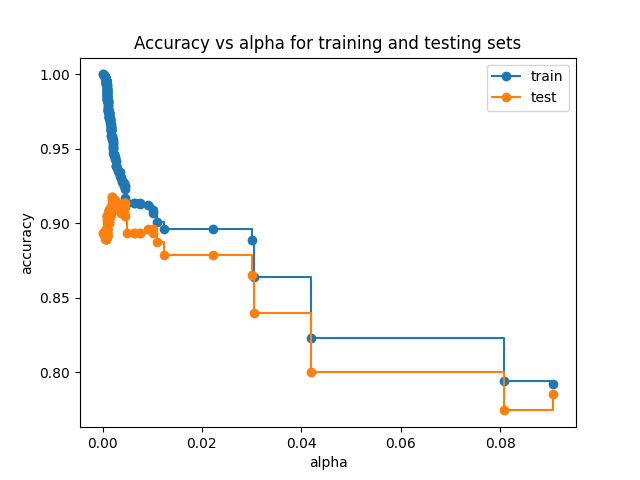 Accuracy vs alpha for training and testing sets
train
test
1.00
0.95
0.90
0.85
0.80
accuracy
0.00
0.02
0.04
0.06
0.08
alpha